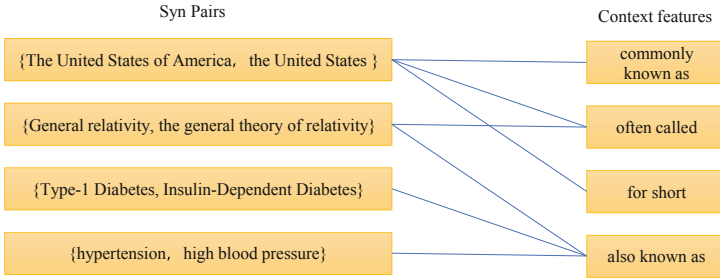 Syn Pairs
Context features
{The United States of America, the United States }
commonly
known as
{General relativity, the general theory of relativity}
often called
{Type-1 Diabetes, Insulin-Dependent Diabetes}
for short
{hypertension, high blood pressure}
also known as